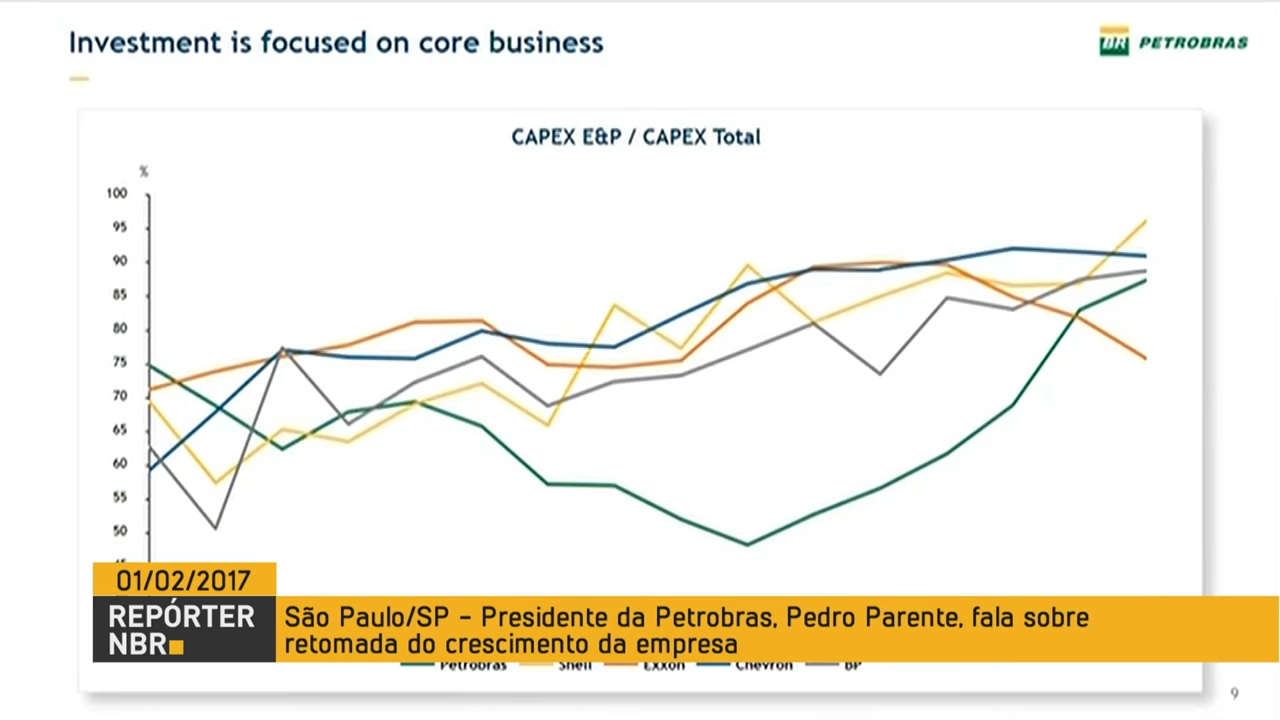 Investment is focused on core business
BR PETROBRAS
CAPEX E&P / CAPEX Total
%
100
95
90
85
80
75
70
65
60
55
50
01/02/2017
REPÓRTER
NBR
São Paulo/SP - Presidente da Petrobras, Pedro Parente, fala sobre
retomada do crescimento da empresa
Petrobras Shell Exxon Chevron BP
9